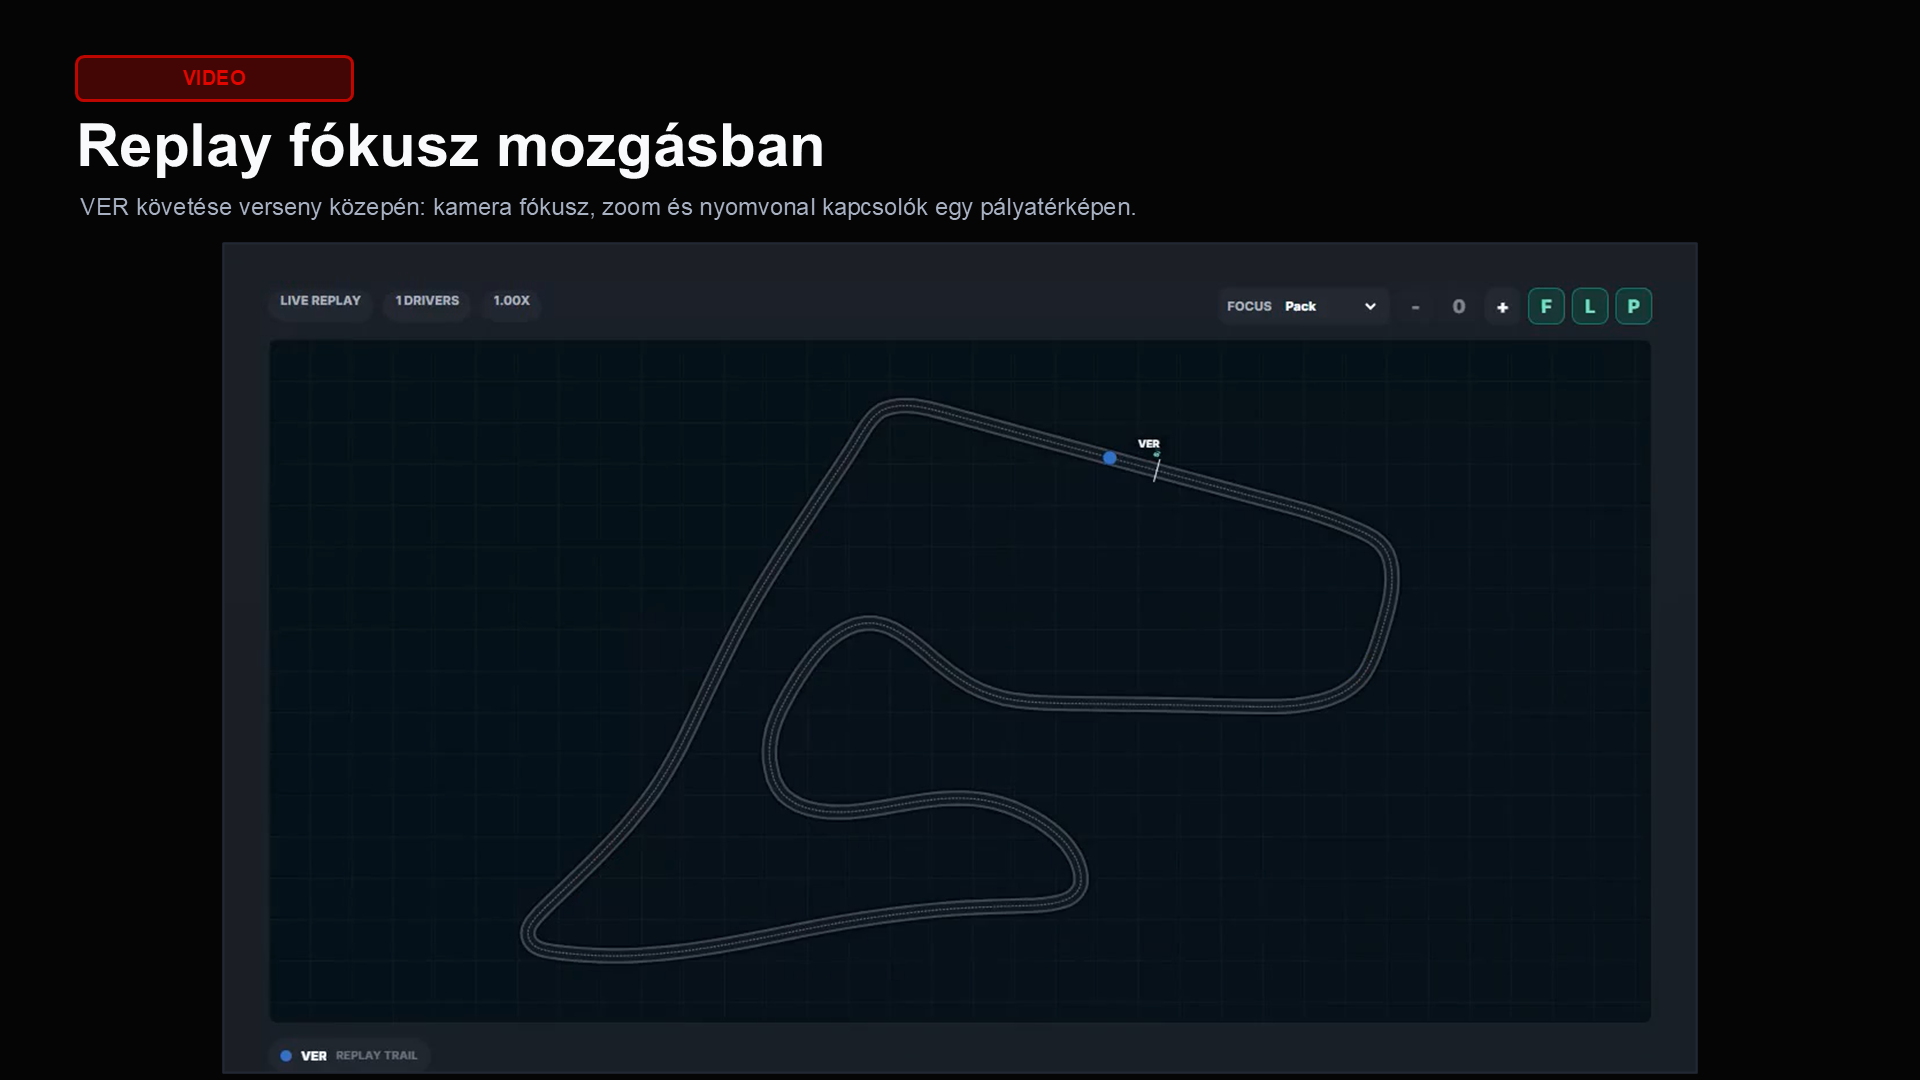 VIDEO
Replay fókusz mozgásban
VER követése verseny közepén: kamera fókusz, zoom és nyomvonal kapcsolók egy pályatérképen.
LIVE REPLAY 1 DRIVERS 1.00X FOCUS Pack - 0 + F L P
VER
VER REPLAY TRAIL